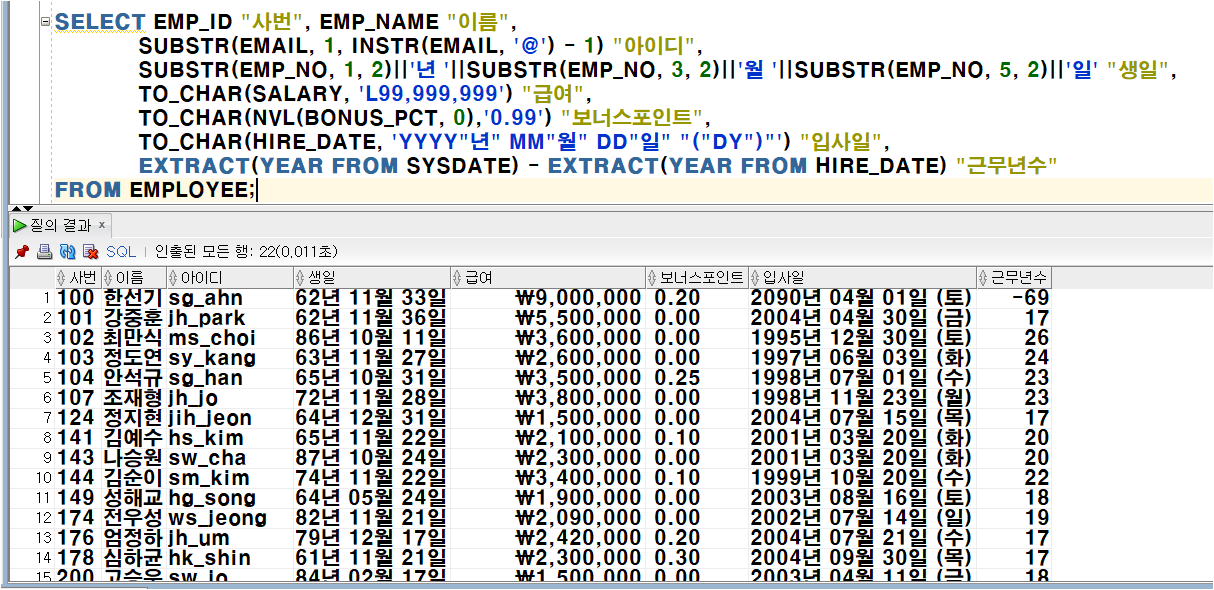 SELECT EMP_ID "사번", EMP_NAME "이름",
SUBSTR(EMAIL, 1, INSTR(EMAIL, '@') - 1) "아이디",
SUBSTR(EMP_NO, 1, 2)||'년 '||SUBSTR(EMP_NO, 3, 2)||'월 '||SUBSTR(EMP_NO, 5, 2)||'일' "생일",
TO_CHAR(SALARY, 'L99,999,999') "급여",
TO_CHAR(NVL(BONUS_PCT, 0),'0.99') "보너스포인트",
TO_CHAR(HIRE_DATE, 'YYYY"년" MM"월" DD"일" "("DY")"') "입사일",
EXTRACT(YEAR FROM SYSDATE) - EXTRACT(YEAR FROM HIRE_DATE) "근무년수"
FROM EMPLOYEE;
질의 결과 x
SQL | 인출된 모든 행: 22(0,011초)
사번 이름 아이디 생일 급여 보너스포인트 입사일 근무년수
1 100 한선기 sg_ahn 62년 11월 33일 ₩9,000,000 0.20 2090년 04월 01일 (토) -69
2 101 강중훈 jh_park 62년 11월 36일 ₩5,500,000 0.00 2004년 04월 30일 (금) 17
3 102 최만식 ms_choi 86년 10월 11일 ₩3,600,000 0.00 1995년 12월 30일 (토) 26
4 103 정도연 sy_kang 63년 11월 27일 ₩2,600,000 0.00 1997년 06월 03일 (화) 24
5 104 안석규 sg_han 65년 10월 31일 ₩3,500,000 0.25 1998년 07월 01일 (수) 23
6 107 조재형 jh_jo 72년 11월 28일 ₩3,800,000 0.00 1998년 11월 23일 (월) 23
7 124 정지현 jih_jeon 64년 12월 31일 ₩1,500,000 0.00 2004년 07월 15일 (목) 17
8 141 김예수 hs_kim 65년 11월 22일 ₩2,100,000 0.10 2001년 03월 20일 (화) 20
9 143 나승원 sw_cha 87년 10월 24일 ₩2,300,000 0.00 2001년 03월 20일 (화) 20
10 144 김순이 sm_kim 74년 11월 22일 ₩3,400,000 0.10 1999년 10월 20일 (수) 22
11 149 성해교 hg_song 64년 05월 24일 ₩1,900,000 0.00 2003년 08월 16일 (토) 18
12 174 전우성 ws_jeong 82년 11월 21일 ₩2,090,000 0.00 2002년 07월 14일 (일) 19
13 176 엄정하 jh_um 79년 12월 17일 ₩2,420,000 0.20 2004년 07월 21일 (수) 17
14 178 심하균 hk_shin 61년 11월 21일 ₩2,300,000 0.30 2004년 09월 30일 (목) 17
15 200 고승우 sw_jo 84년 02월 17일 ₩1,500,000 0.00 2003년 04월 11일 (금) 18